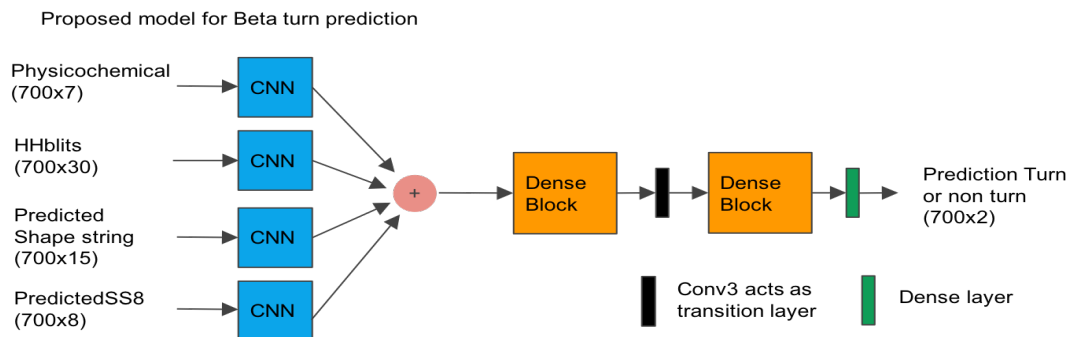 Proposed model for Beta turn prediction
Physicochemical
(700x7)
CNN
HHblits
(700x30)
CNN
Predicted
Shape string
(700x15)
CNN
PredictedSS8
(700x8)
CNN
+
Dense
Block
Dense
Block
Prediction Turn
or non turn
(700x2)
Conv3 acts as
transition layer
Dense layer